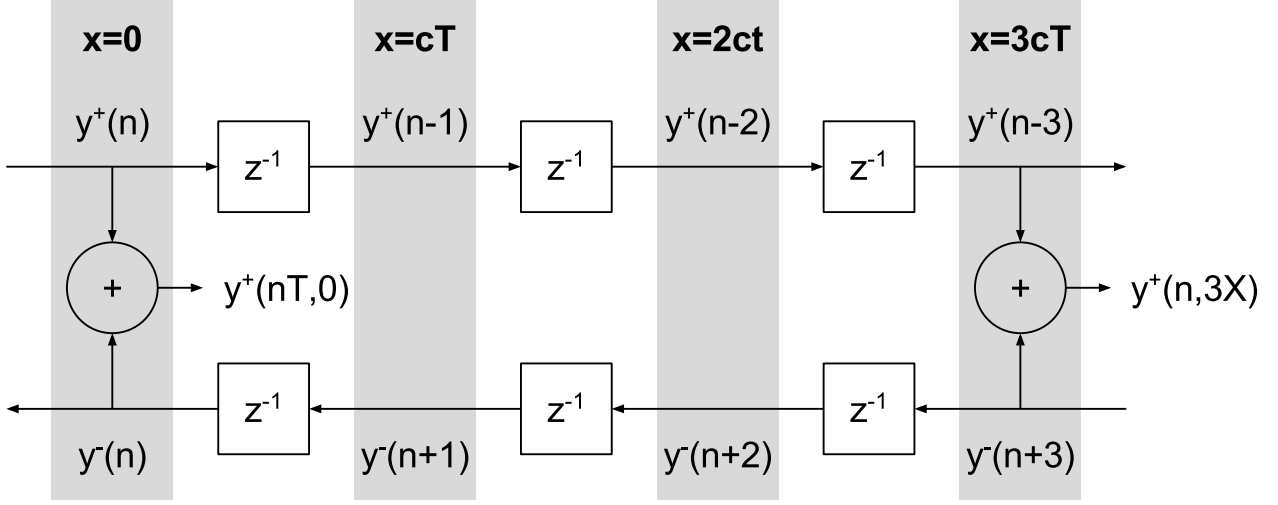 x=0 x=cT x=2ct x=3cT
y⁺(n) y⁺(n-1) y⁺(n-2) y⁺(n-3)
z⁻¹ z⁻¹ z⁻¹
+ y⁺(nT,0) + y⁺(n,3X)
z⁻¹ z⁻¹ z⁻¹
y⁻(n) y⁻(n+1) y⁻(n+2) y⁻(n+3)